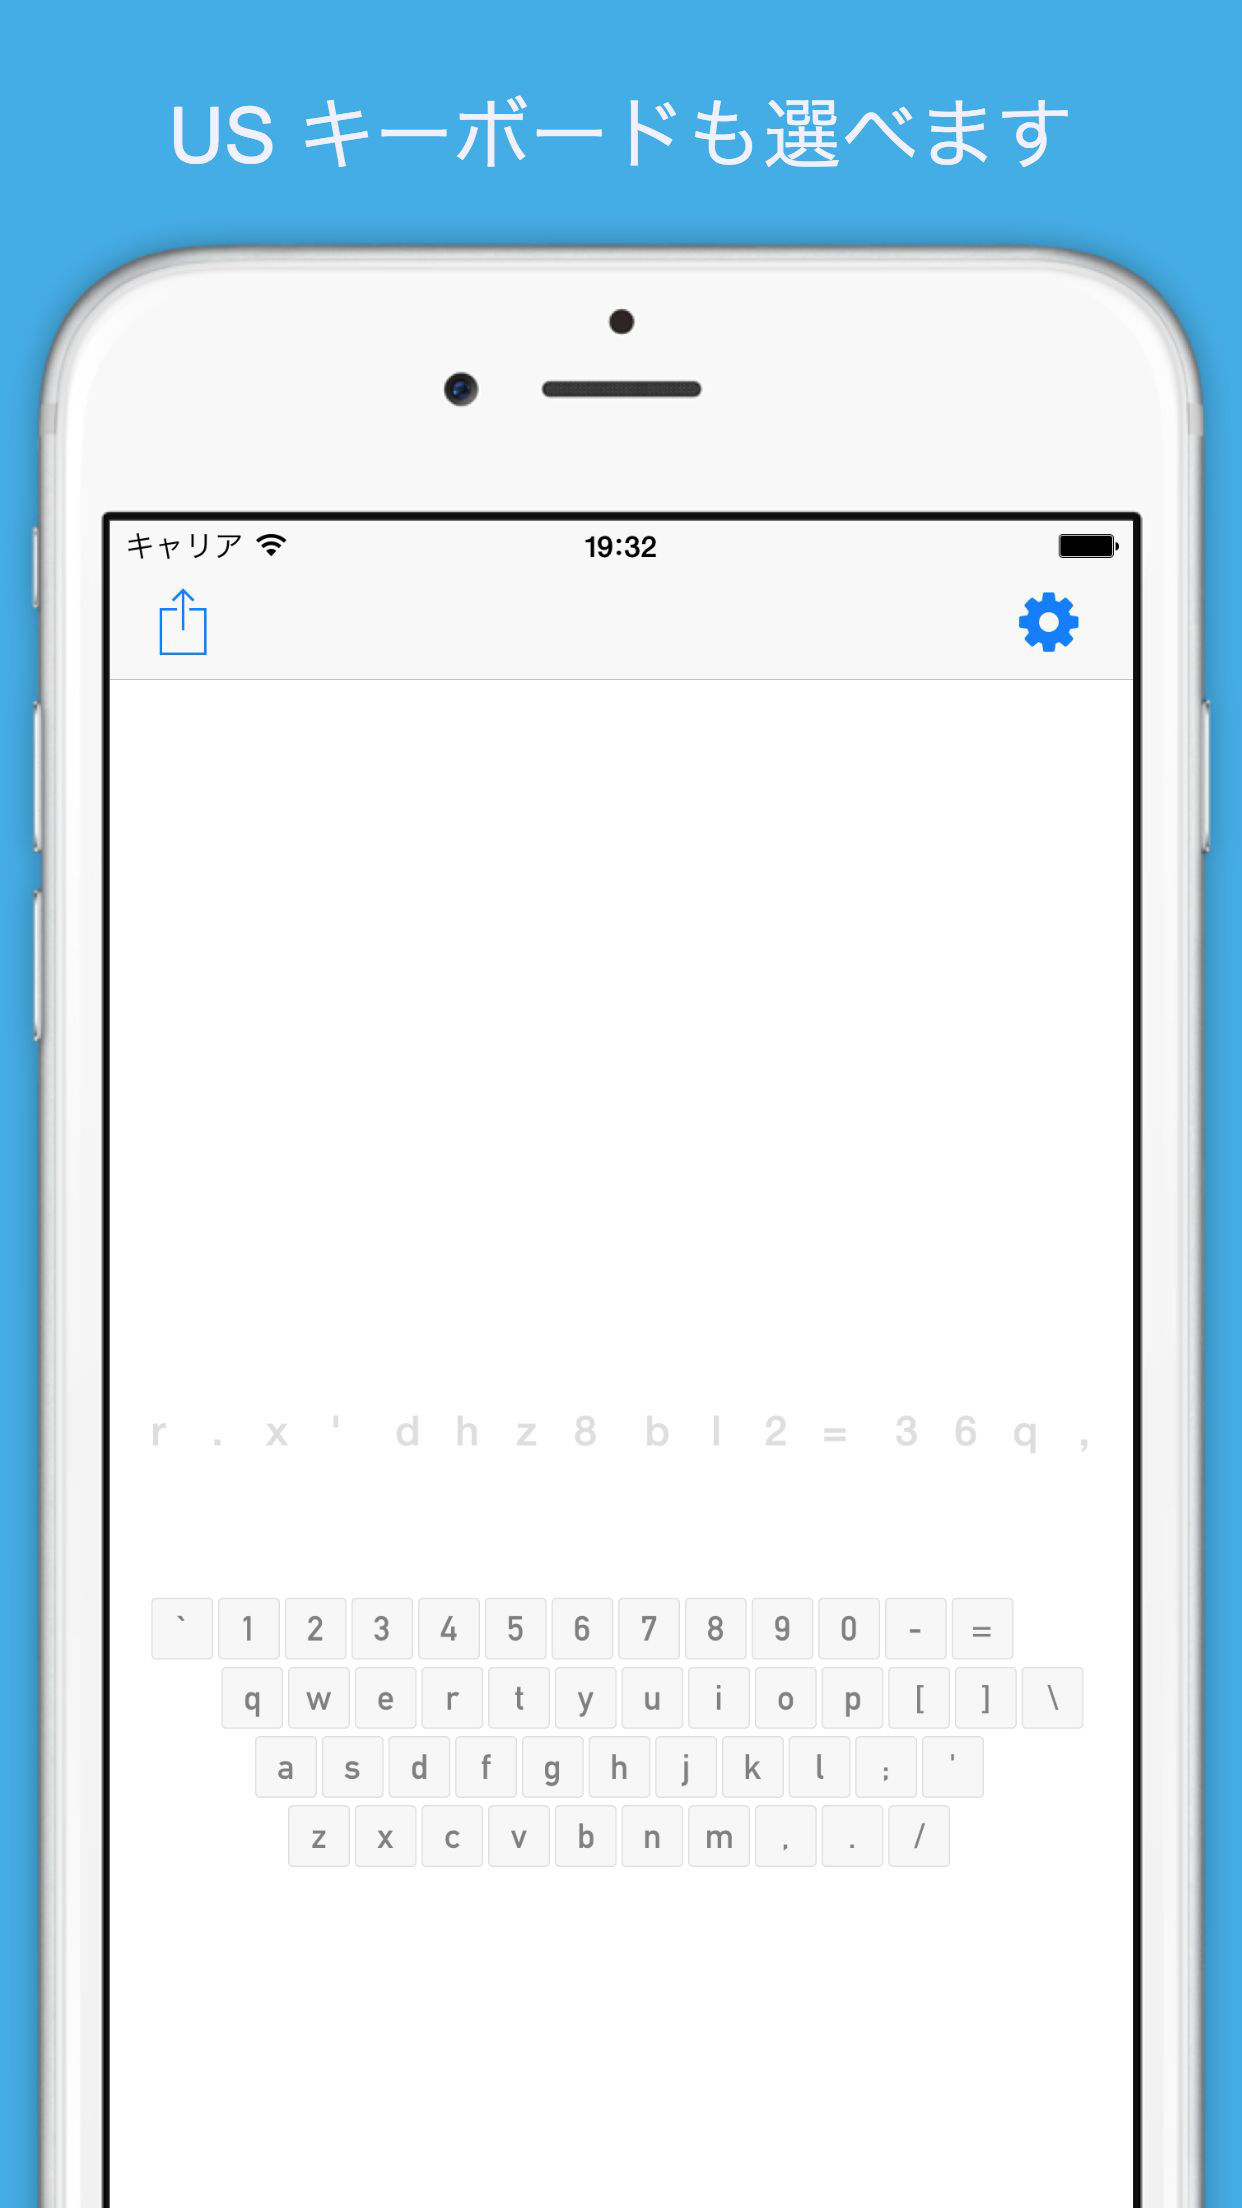 US キーボードも選べます
キャリア 19:32
r . x ' d h z 8 b l 2 = 3 6 q ,
` 1 2 3 4 5 6 7 8 9 0 - =
q w e r t y u i o p [ ] \
a s d f g h j k l ; '
z x c v b n m , . /